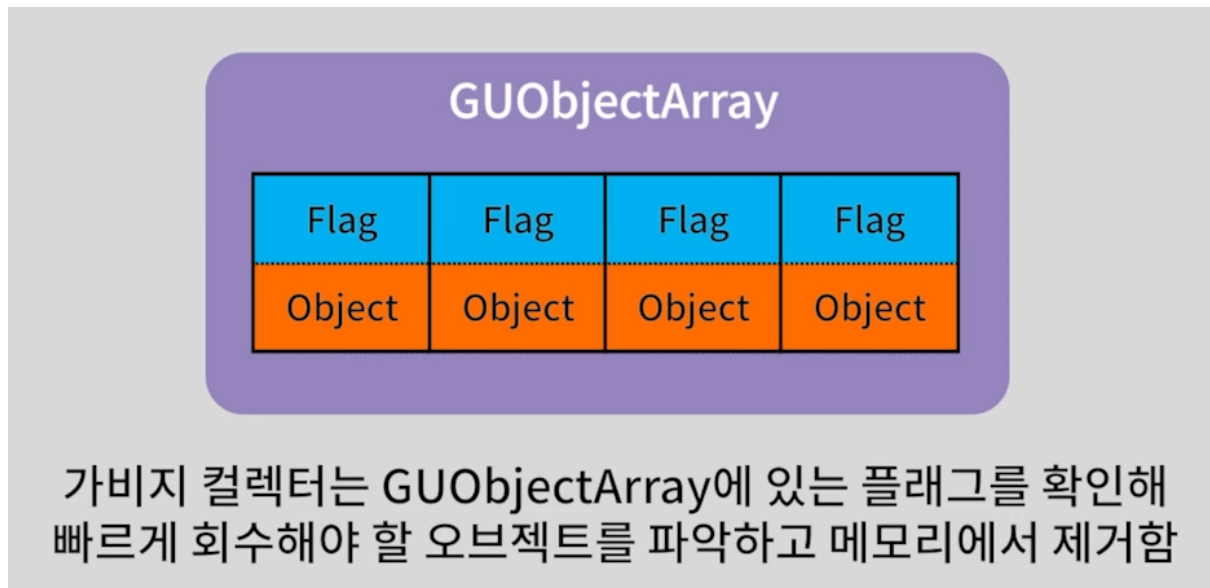 GUObjectArray
Flag Flag Flag Flag
Object Object Object Object
가비지 컬렉터는 GUObjectArray에 있는 플래그를 확인해
빠르게 회수해야 할 오브젝트를 파악하고 메모리에서 제거함